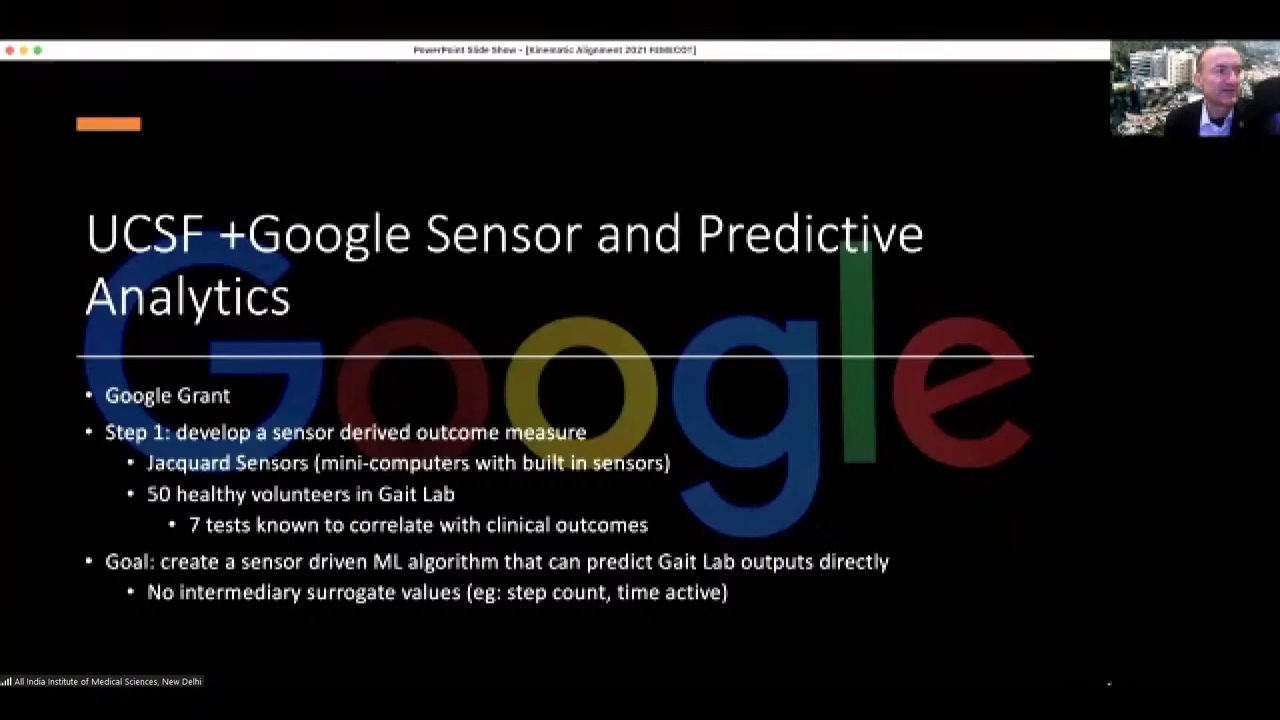 PowerPoint Slide Show - [Kinematic Alignment 2021
UCSF +Google Sensor and Predictive
Analytics
Google
• Google Grant
• Step 1: develop a sensor derived outcome measure
• Jacquard Sensors (mini-computers with built in sensors)
• 50 healthy volunteers in Gait Lab
• 7 tests known to correlate with clinical outcomes
• Goal: create a sensor driven ML algorithm that can predict Gait Lab outputs directly
• No intermediary surrogate values (eg: step count, time active)
All India Institute of Medical Sciences, New Delhi